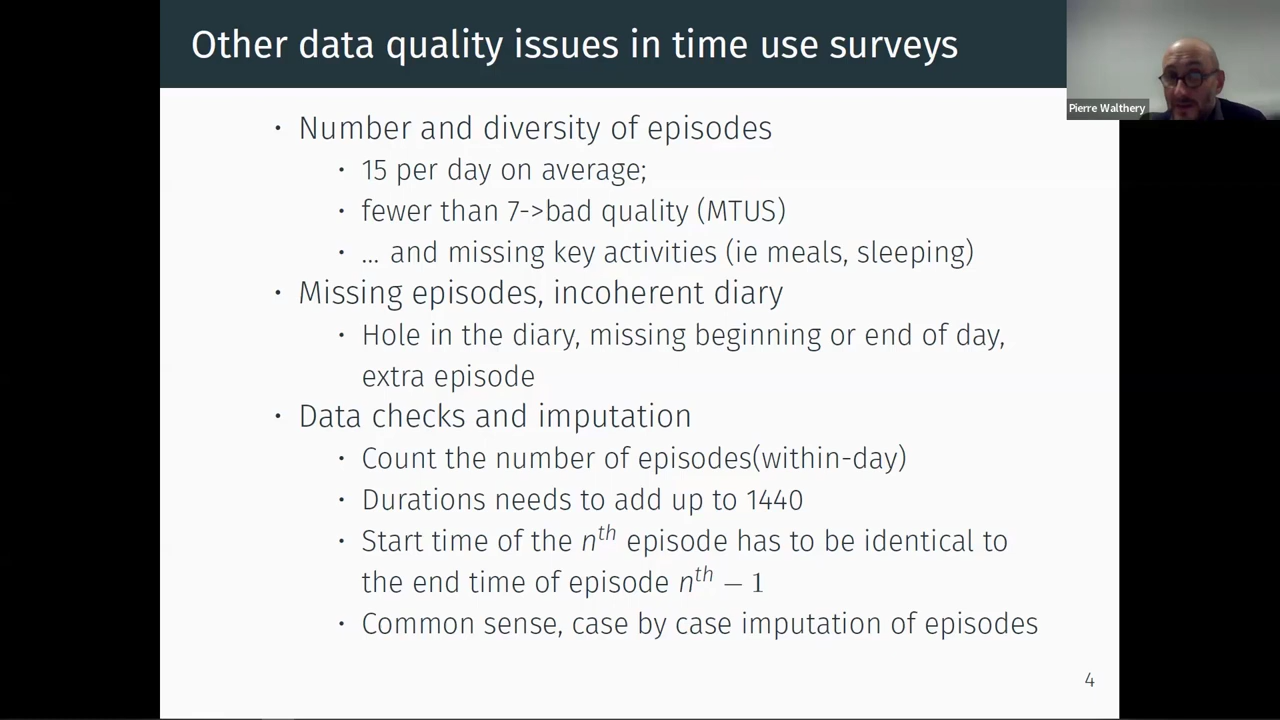 Other data quality issues in time use surveys
Pierre Walthery
· Number and diversity of episodes
· 15 per day on average;
· fewer than 7->bad quality (MTUS)
· ... and missing key activities (ie meals, sleeping)
· Missing episodes, incoherent diary
· Hole in the diary, missing beginning or end of day,
extra episode
· Data checks and imputation
· Count the number of episodes(within-day)
· Durations needs to add up to 1440
· Start time of the n^th episode has to be identical to
the end time of episode n^th − 1
· Common sense, case by case imputation of episodes
4